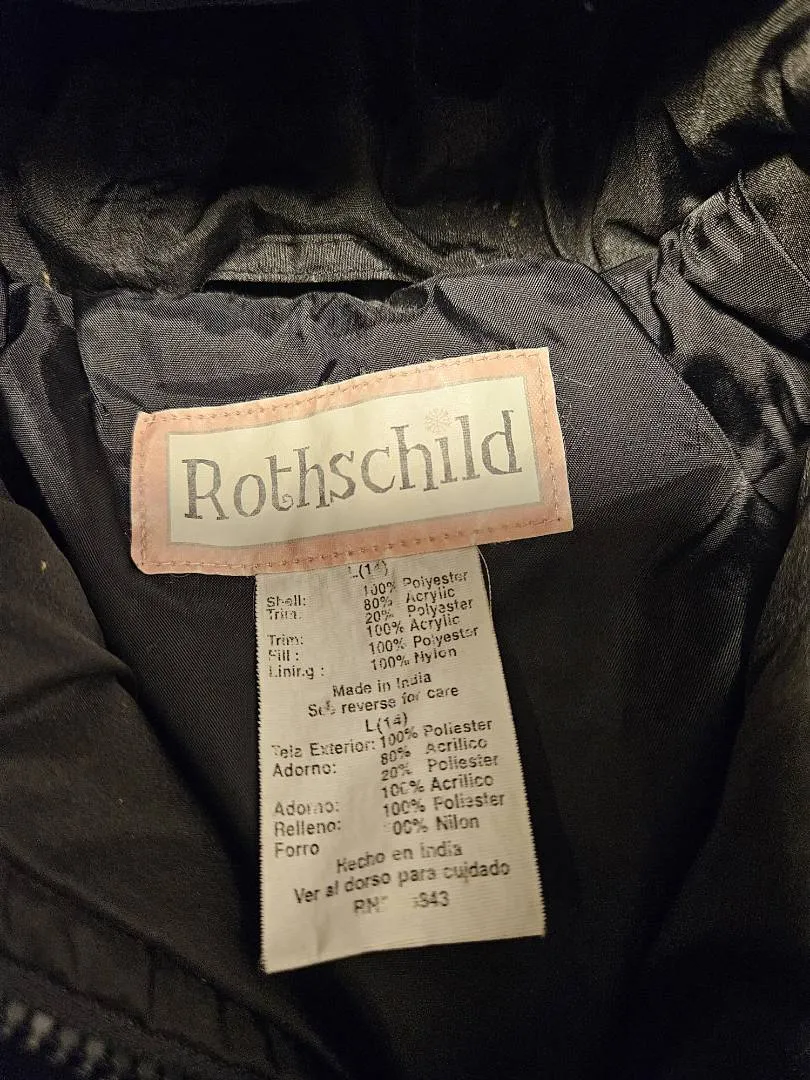 Rothschild
L(14)
Shell: 100% Polyester
Trim: 80% Acrylic
20% Polyester
Trim: 100% Acrylic
Fill : 100% Polyester
Lining : 100% Nylon
Made in India
See reverse for care
L(14)
Tela Exterior: 100% Poliester
Adorno: 80% Acrilico
20% Poliester
Adorno: 100% Acrilico
Relleno: 100% Poliester
Forro 100% Nilon
Hecho en India
Ver al dorso para cuidado